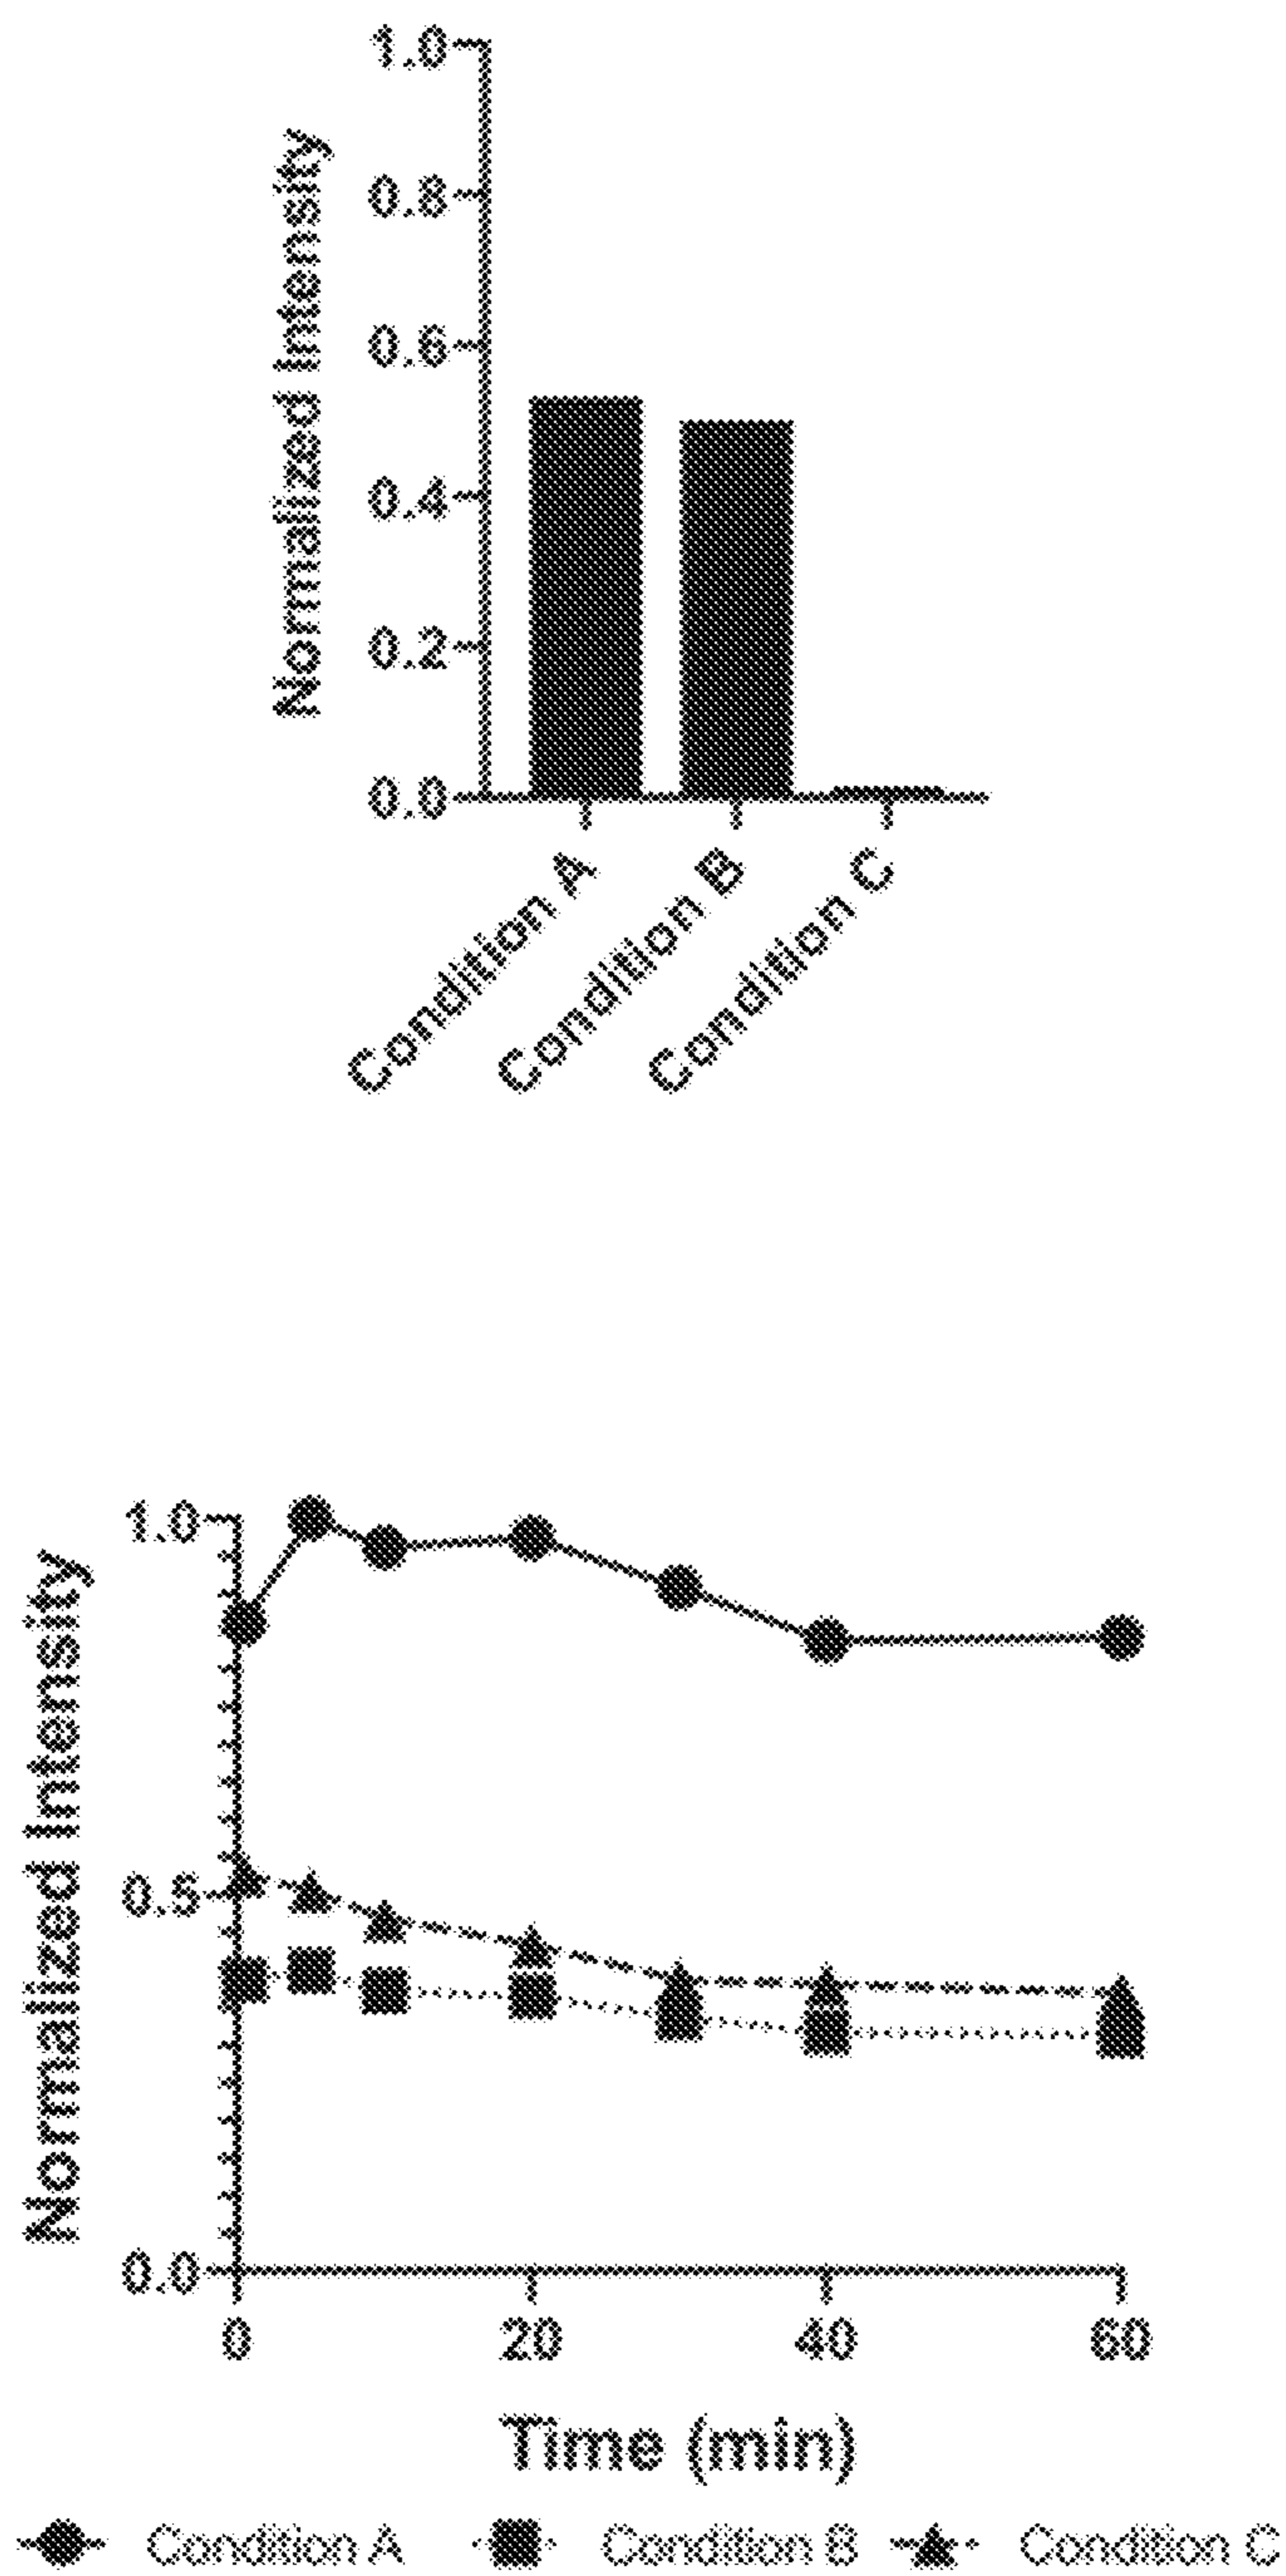 Normalized Intensity
1.0
0.8
0.6
0.4
0.2
0.0
Condition A
Condition B
Condition C
Normalized Intensity
1.0
0.5
0.0
0
20
40
60
Time (min)
Condition A
Condition B
Condition C